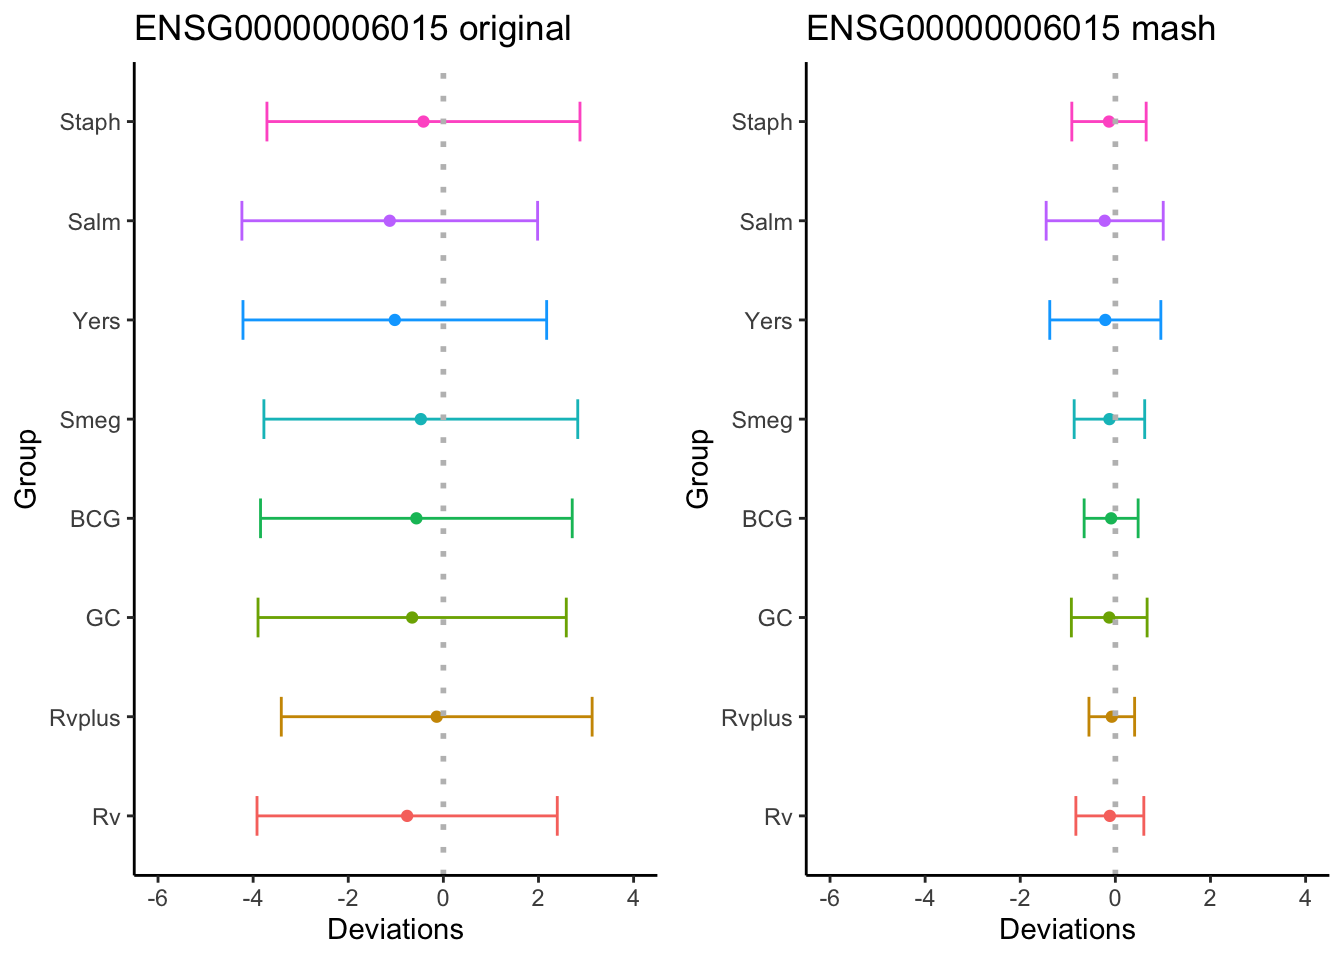 ENSG00000006015 original
Group
Staph
Salm
Yers
Smeg
BCG
GC
Rvplus
Rv
-6 -4 -2 0 2 4
Deviations
ENSG00000006015 mash
Group
Staph
Salm
Yers
Smeg
BCG
GC
Rvplus
Rv
-6 -4 -2 0 2 4
Deviations